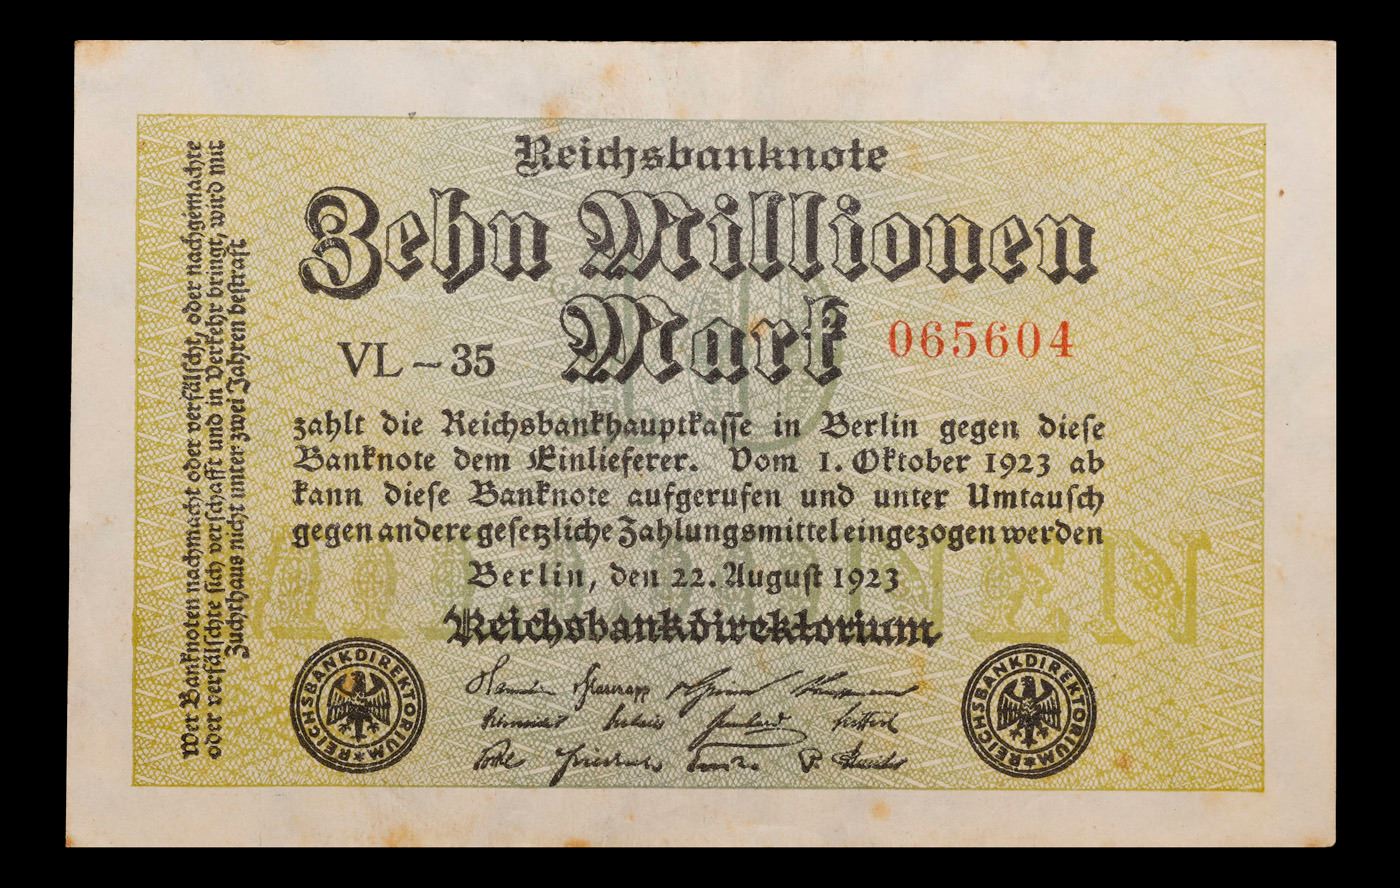 Reichsbanknote
Zehn Millionen
Mark
VL – 35
065604
zahlt die Reichsbankhauptkasse in Berlin gegen diese
Banknote dem Einlieferer. Vom 1. Oktober 1923 ab
kann diese Banknote aufgerufen und unter Umtausch
gegen andere gesetzliche Zahlungsmittel eingezogen werden
Berlin, den 22. August 1923
Reichsbankdirektorium
REICHSBANKDIREKTORIUM*
REICHSBANKDIREKTORIUM*
Wer Banknoten nachmacht oder verfälscht, oder nachgemachte
oder verfälschte sich verschafft und in Verkehr bringt, wird mit
Zuchthaus nicht unter zwei Jahren bestraft
10
MILLIONEN